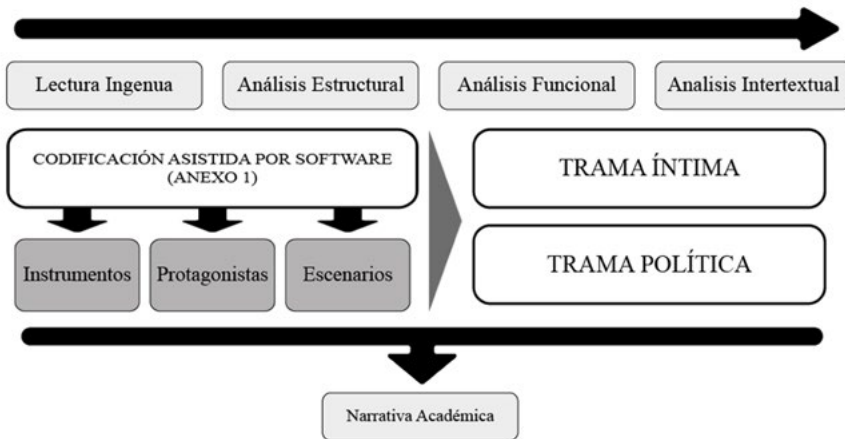 Lectura Ingenua
Análisis Estructural
Análisis Funcional
Analisis Intertextual
CODIFICACIÓN ASISTIDA POR SOFTWARE
(ANEXO 1)
Instrumentos
Protagonistas
Escenarios
TRAMA ÍNTIMA
TRAMA POLÍTICA
Narrativa Académica